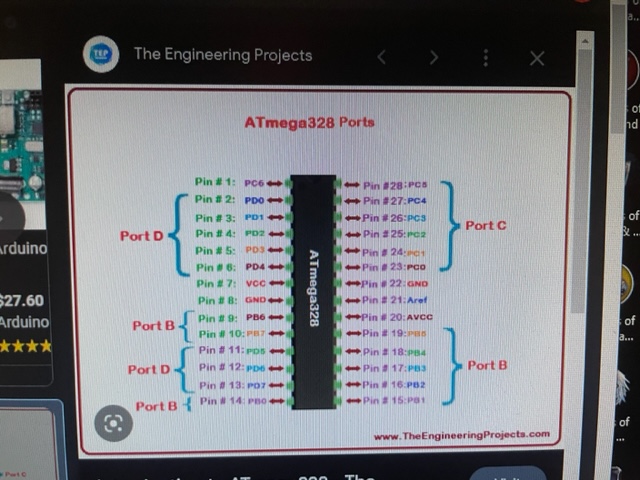 TEP
The Engineering Projects
ATmega328 Ports
Pin # 1: PC6
Pin # 2: PD0
Pin # 3: PD1
Pin # 4: PD2
Pin # 5: PD3
Pin # 6: PD4
Pin # 7: VCC
Pin # 8: GND
Pin # 9: PB6
Pin # 10: PB7
Pin # 11: PD5
Pin # 12: PD6
Pin # 13: PD7
Pin # 14: PB0
Port D
Port B
Port D
Port B
ATmega328
Pin #28: PC5
Pin #27: PC4
Pin #26: PC3
Pin #25: PC2
Pin # 24: PC1
Pin # 23: PC0
Pin # 22: GND
Pin # 21: Aref
Pin # 20: AVCC
Pin # 19: PB5
Pin # 18: PB4
Pin # 17: PB3
Pin # 16: PB2
Pin # 15: PB1
Port C
Port B
www.TheEngineeringProjects.com
Arduino
$27.60
Arduino
of
of
of